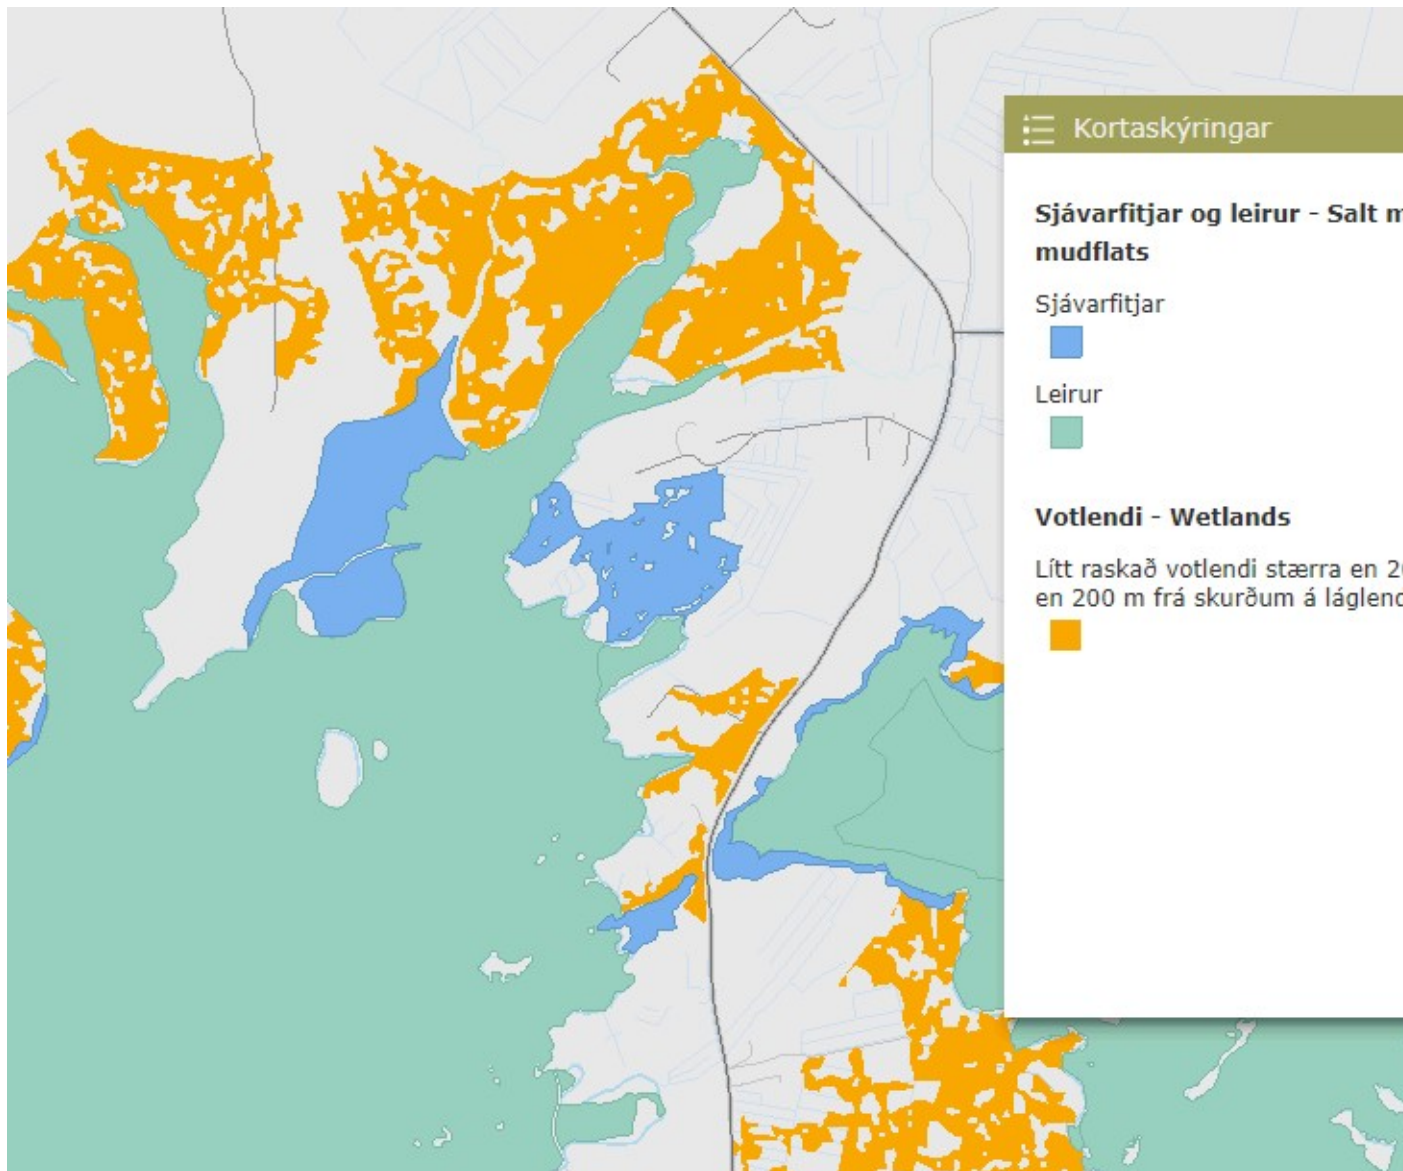 Kortaskýringar
Sjávarfitjar og leirur - Salt
mudflats
Sjávarfitjar
Leirur
Votlendi - Wetlands
Lítt raskað votlendi stærra en
en 200 m frá skurðum á